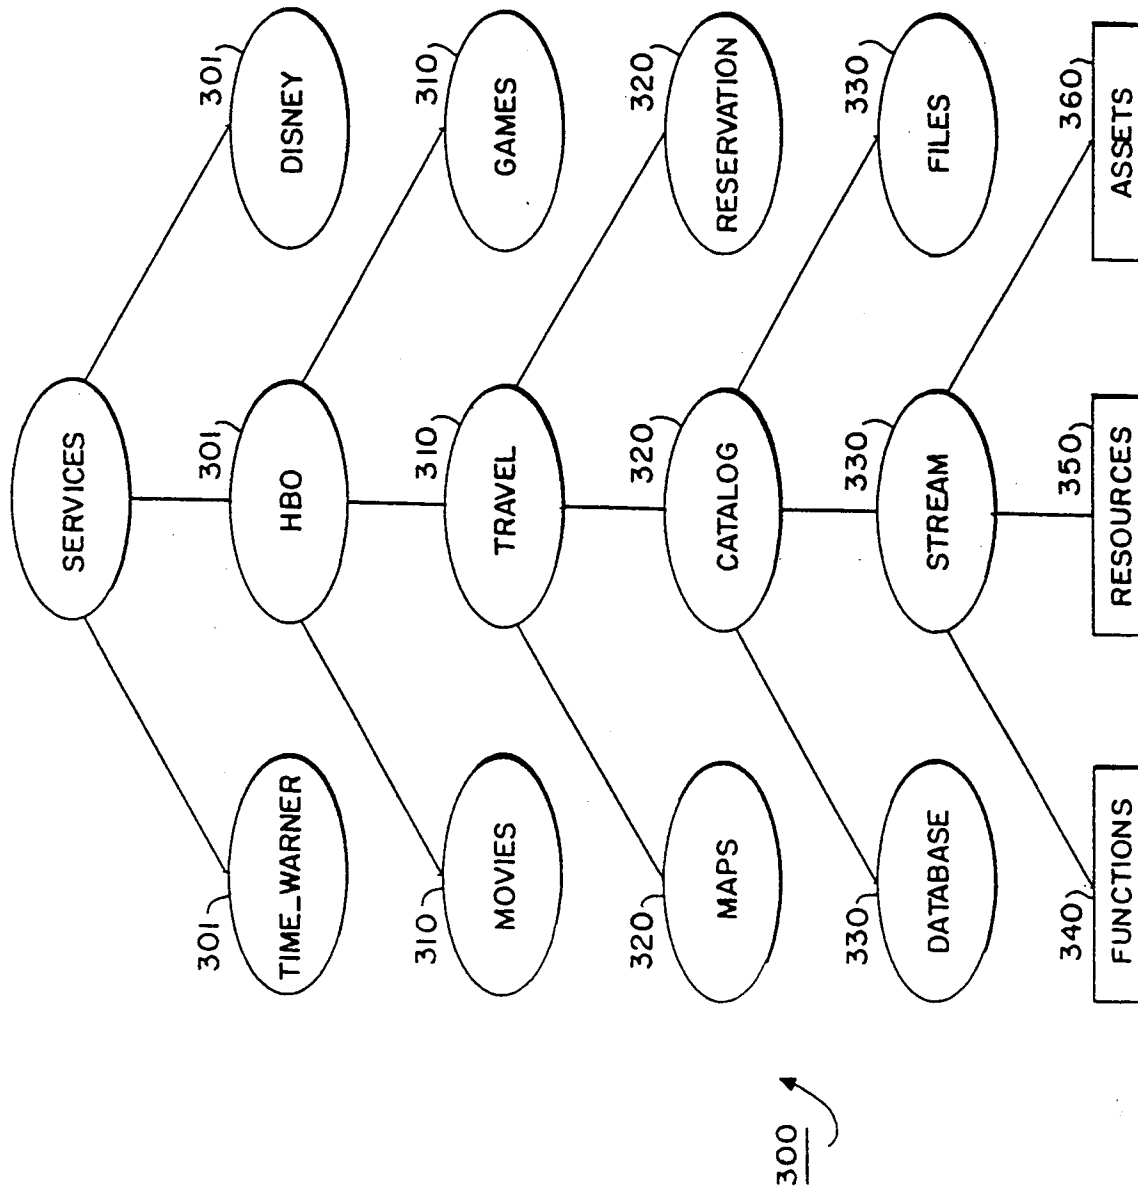 SERVICES
301
301
301
TIME_WARNER
HBO
DISNEY
310
310
310
MOVIES
TRAVEL
GAMES
320
320
320
MAPS
CATALOG
RESERVATION
300
330
330
330
DATABASE
STREAM
FILES
340
350
360
FUNCTIONS
RESOURCES
ASSETS